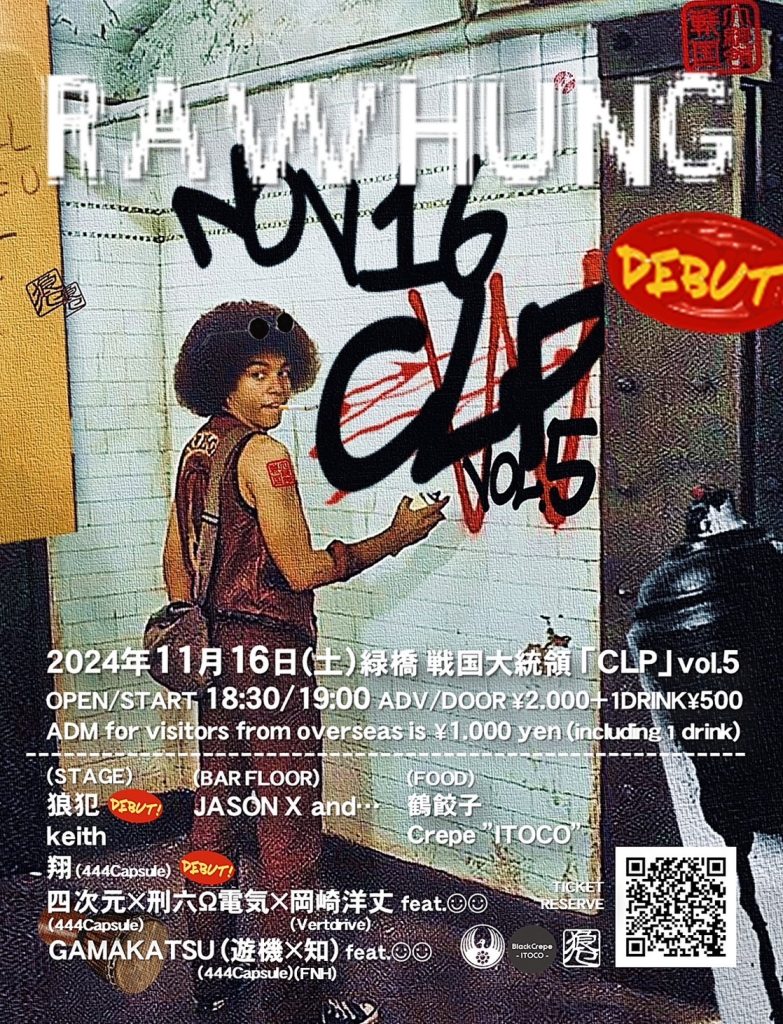 RAWHUNG
NOV 16
DEBUT!
CLP
VOL.5
2024年11月16日(土)緑橋 戦国大統領「CLP」vol.5
OPEN/START 18:30/19:00 ADV/DOOR ¥2.000+1DRINK¥500
ADM for visitors from overseas is ¥1.000 yen (including 1 drink)
(STAGE)
狼犯 DEBUT!
keith
翔(444Capsule) DEBUT!
四次元×刑六Ω電気×岡崎洋丈 feat.☺☺
(444Capsule) (Vertdrive)
GAMAKATSU(遊機×知)feat.☺☺
(444Capsule)(FNH)
(BAR FLOOR)
JASON X and…
(FOOD)
鶴餃子
Crepe "ITOCO"
TICKET
RESERVE
BlackCrepe
- ITOCO -